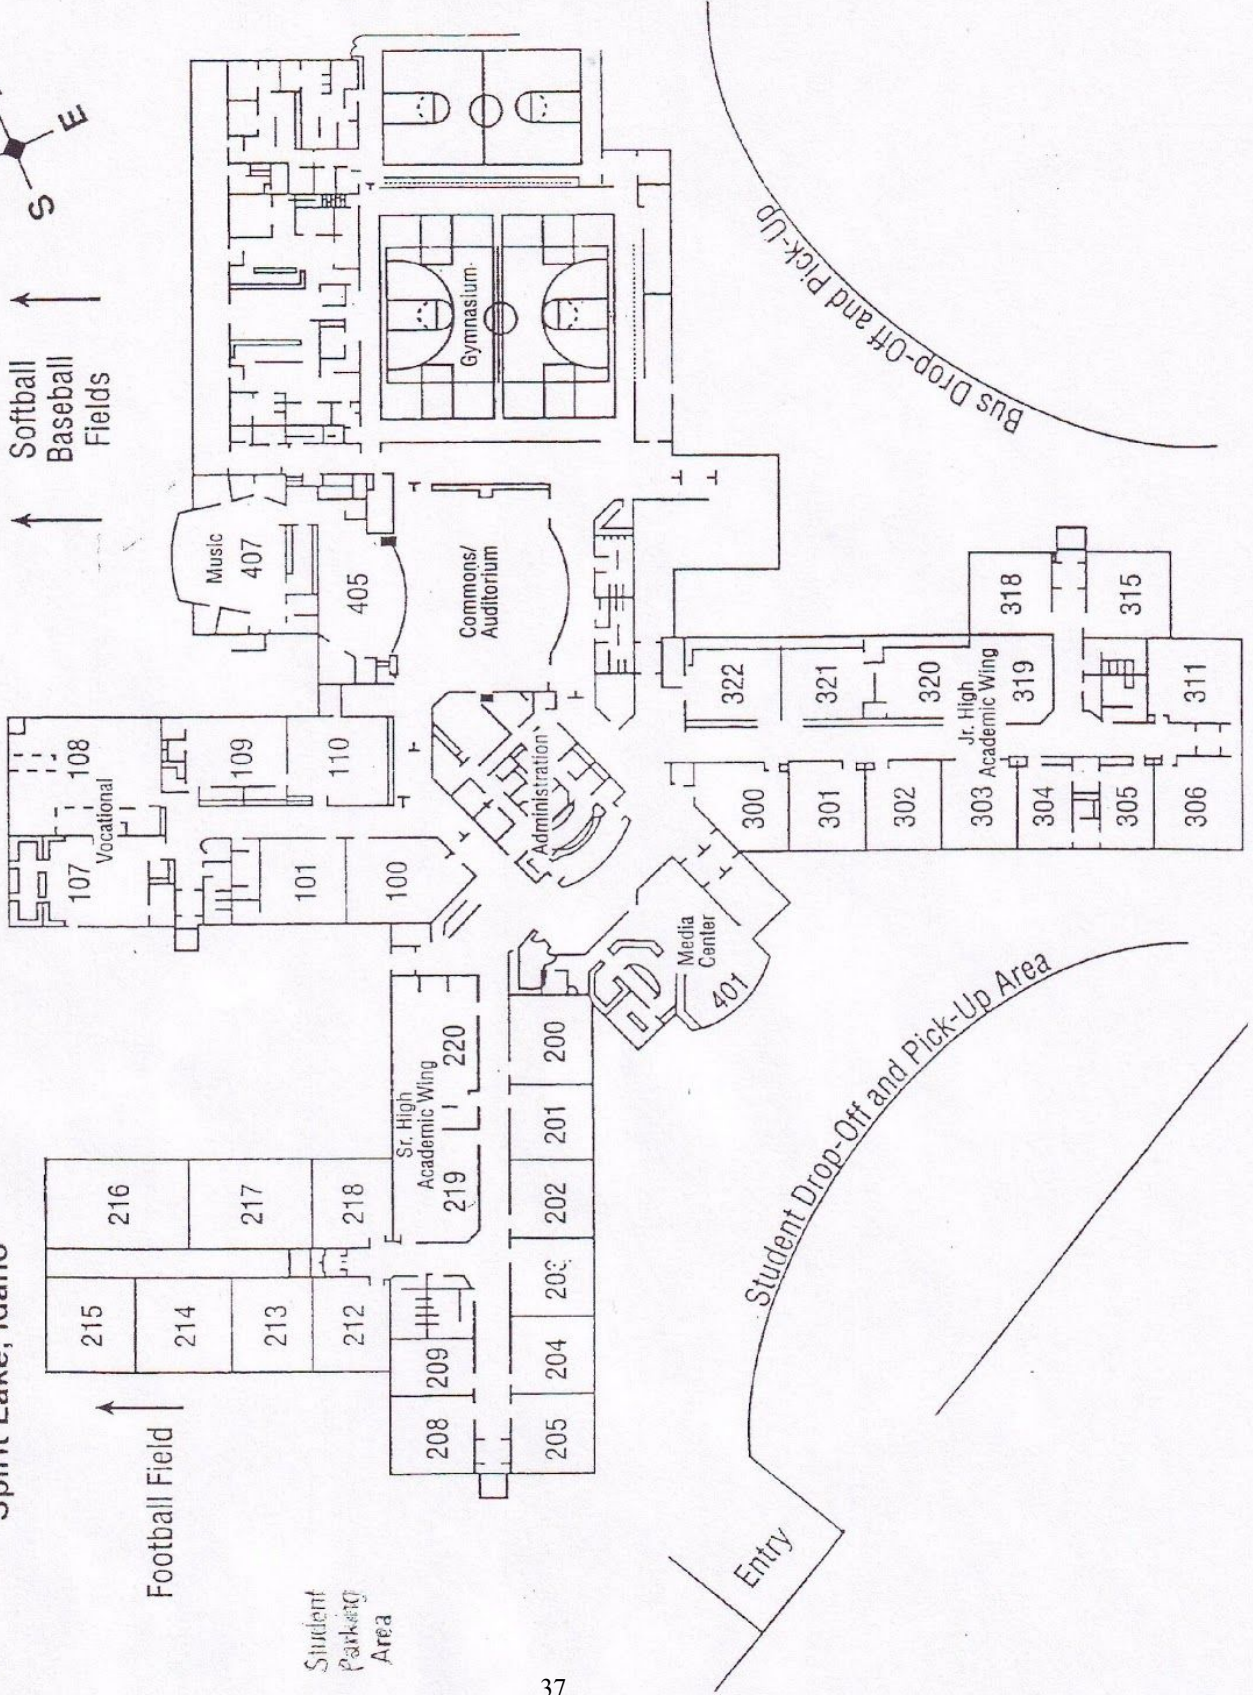 Spirit Lake, Idaho
S
E
Softball
Baseball
Fields
Football Field
Student
Parking
Area
Music
407
405
Commons/
Auditorium
Gymnasium
Bus Drop-Off and Pick-Up
108
Vocational
107
109
110
101
100
Administration
Media
Center
401
322
321
320
319
318
315
311
Jr. High
Academic Wing
300
301
302
303
304
305
306
Sr. High
Academic Wing
220
219
200
201
202
203
204
205
216
217
218
215
214
213
212
209
208
Student Drop-Off and Pick-Up Area
Entry
37